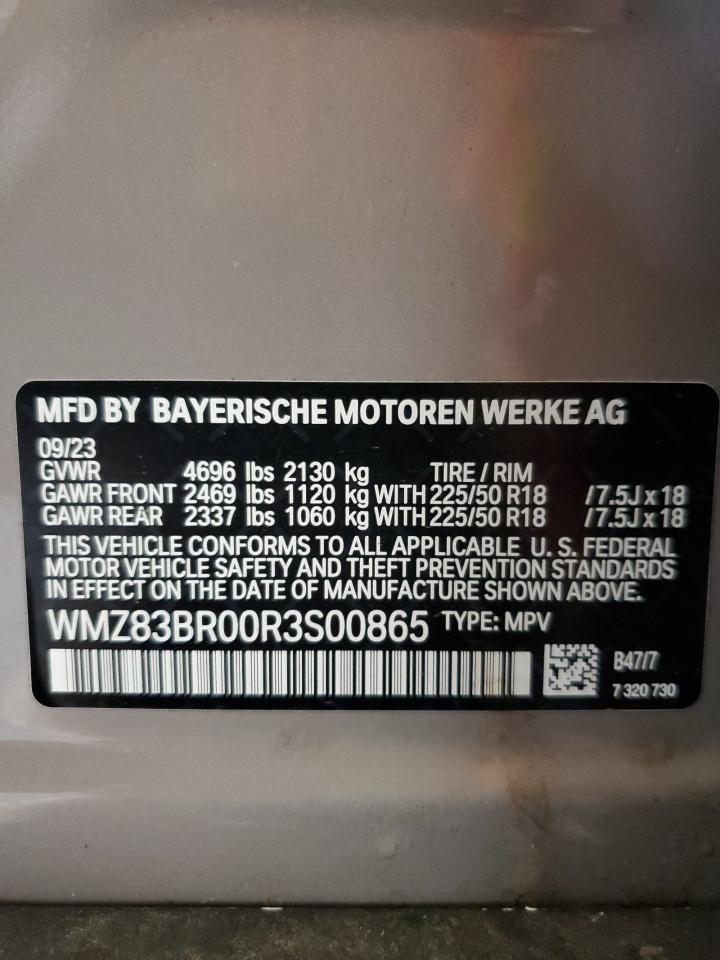 MFD BY BAYERISCHE MOTOREN WERKE AG
09/23
GVWR 4696 lbs 2130 kg TIRE / RIM
GAWR FRONT 2469 lbs 1120 kg WITH 225/50 R18 /7.5J x 18
GAWR REAR 2337 lbs 1060 kg WITH 225/50 R18 /7.5J x 18
THIS VEHICLE CONFORMS TO ALL APPLICABLE U. S. FEDERAL
MOTOR VEHICLE SAFETY AND THEFT PREVENTION STANDARDS
IN EFFECT ON THE DATE OF MANUFACTURE SHOWN ABOVE.
WMZ83BR00R3S00865 TYPE: MPV
B47/7
7 320 730